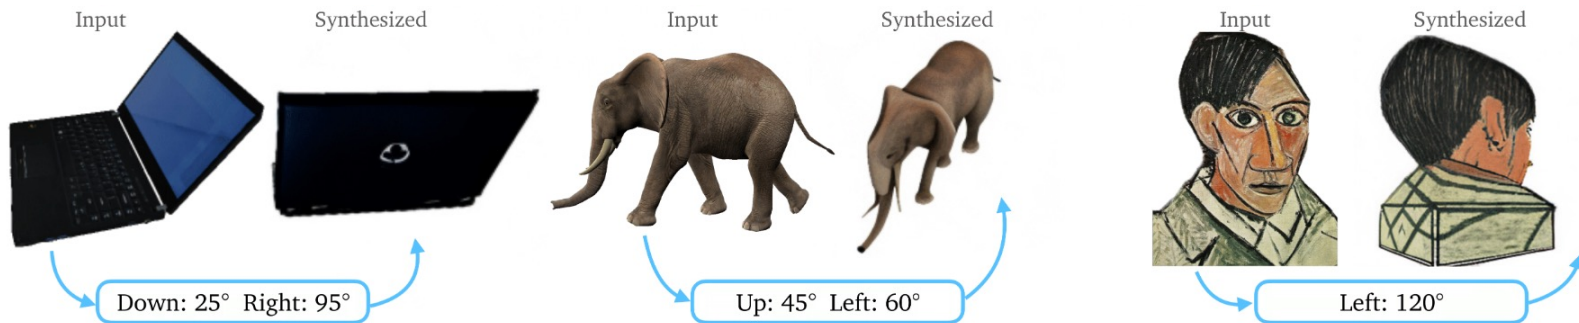 Input
Synthesized
Down: 25° Right: 95°
Input
Synthesized
Up: 45° Left: 60°
Input
Synthesized
Left: 120°